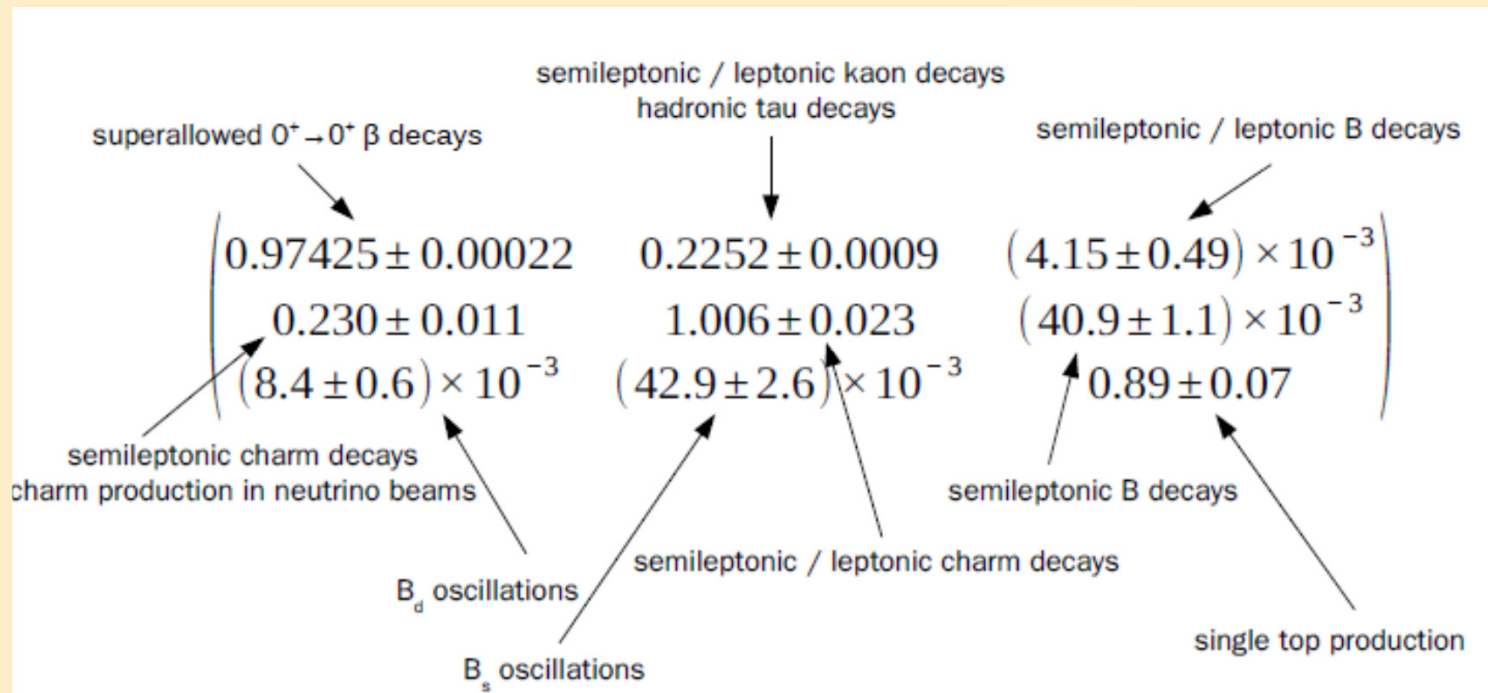 semileptonic / leptonic kaon decays
hadronic tau decays
superallowed 0⁺→0⁺ β decays
semileptonic / leptonic B decays
0.97425±0.00022 0.2252±0.0009 (4.15±0.49)×10⁻³
0.230±0.011 1.006±0.023 (40.9±1.1)×10⁻³
(8.4±0.6)×10⁻³ (42.9±2.6)×10⁻³ 0.89±0.07
semileptonic charm decays
charm production in neutrino beams
semileptonic B decays
semileptonic / leptonic charm decays
B_d oscillations
single top production
B_s oscillations